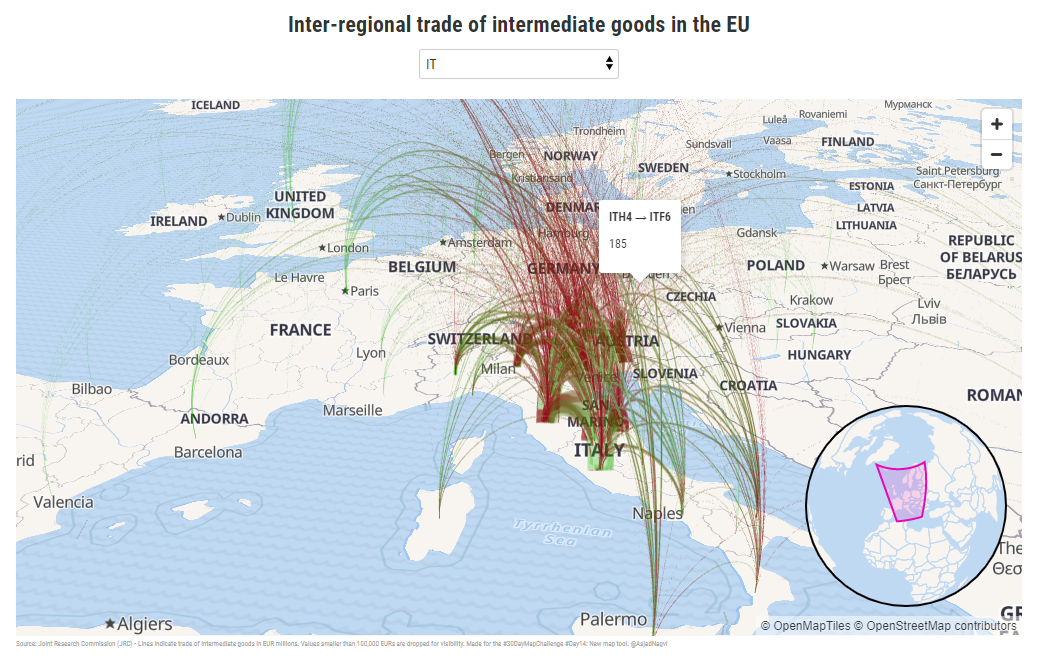 Inter-regional trade of intermediate goods in the EU
IT
ICELAND
Мурманск
Luleå
Rovaniemi
+
Trondheim
Vaasa
FINLAND
Sundsvall
Bergen
NORWAY
−
SWEDEN
Saint Petersburg
Санкт-Петербург
Stockholm
Kristiansand
ESTONIA
UNITED
KINGDOM
DENMAR
LATVIA
IRELAND
Dublin
ITH4 → ITF6
185
LITHUANIA
Hamburg
Gdansk
London
Amsterdam
REPUBLIC
OF BELARUS
БЕЛАРУСЬ
BELGIUM
GERMANY
POLAND
Warsaw
Brest
Брест
Le Havre
Paris
CZECHIA
Krakow
Lviv
Львів
FRANCE
Vienna
SLOVAKIA
SWITZERLAND
AUSTRIA
Lyon
HUNGARY
Bordeaux
Milan
Venice
SLOVENIA
CROATIA
Bilbao
ROMAN
Marseille
SAN
MARINO
ANDORRA
Barcelona
ITALY
rid
Valencia
Naples
Tyrrhenian
Sea
The
Θεσ
Palermo
Algiers
GR
© OpenMapTiles © OpenStreetMap contributors
Source: Joint Research Commission (JRC) - Lines indicate trade of intermediate goods in EUR millions. Values smaller than 100,000 EURs are dropped for visibility. Made for the #30DayMapChallenge #Day14: New map tool. @AsjadNaqvi